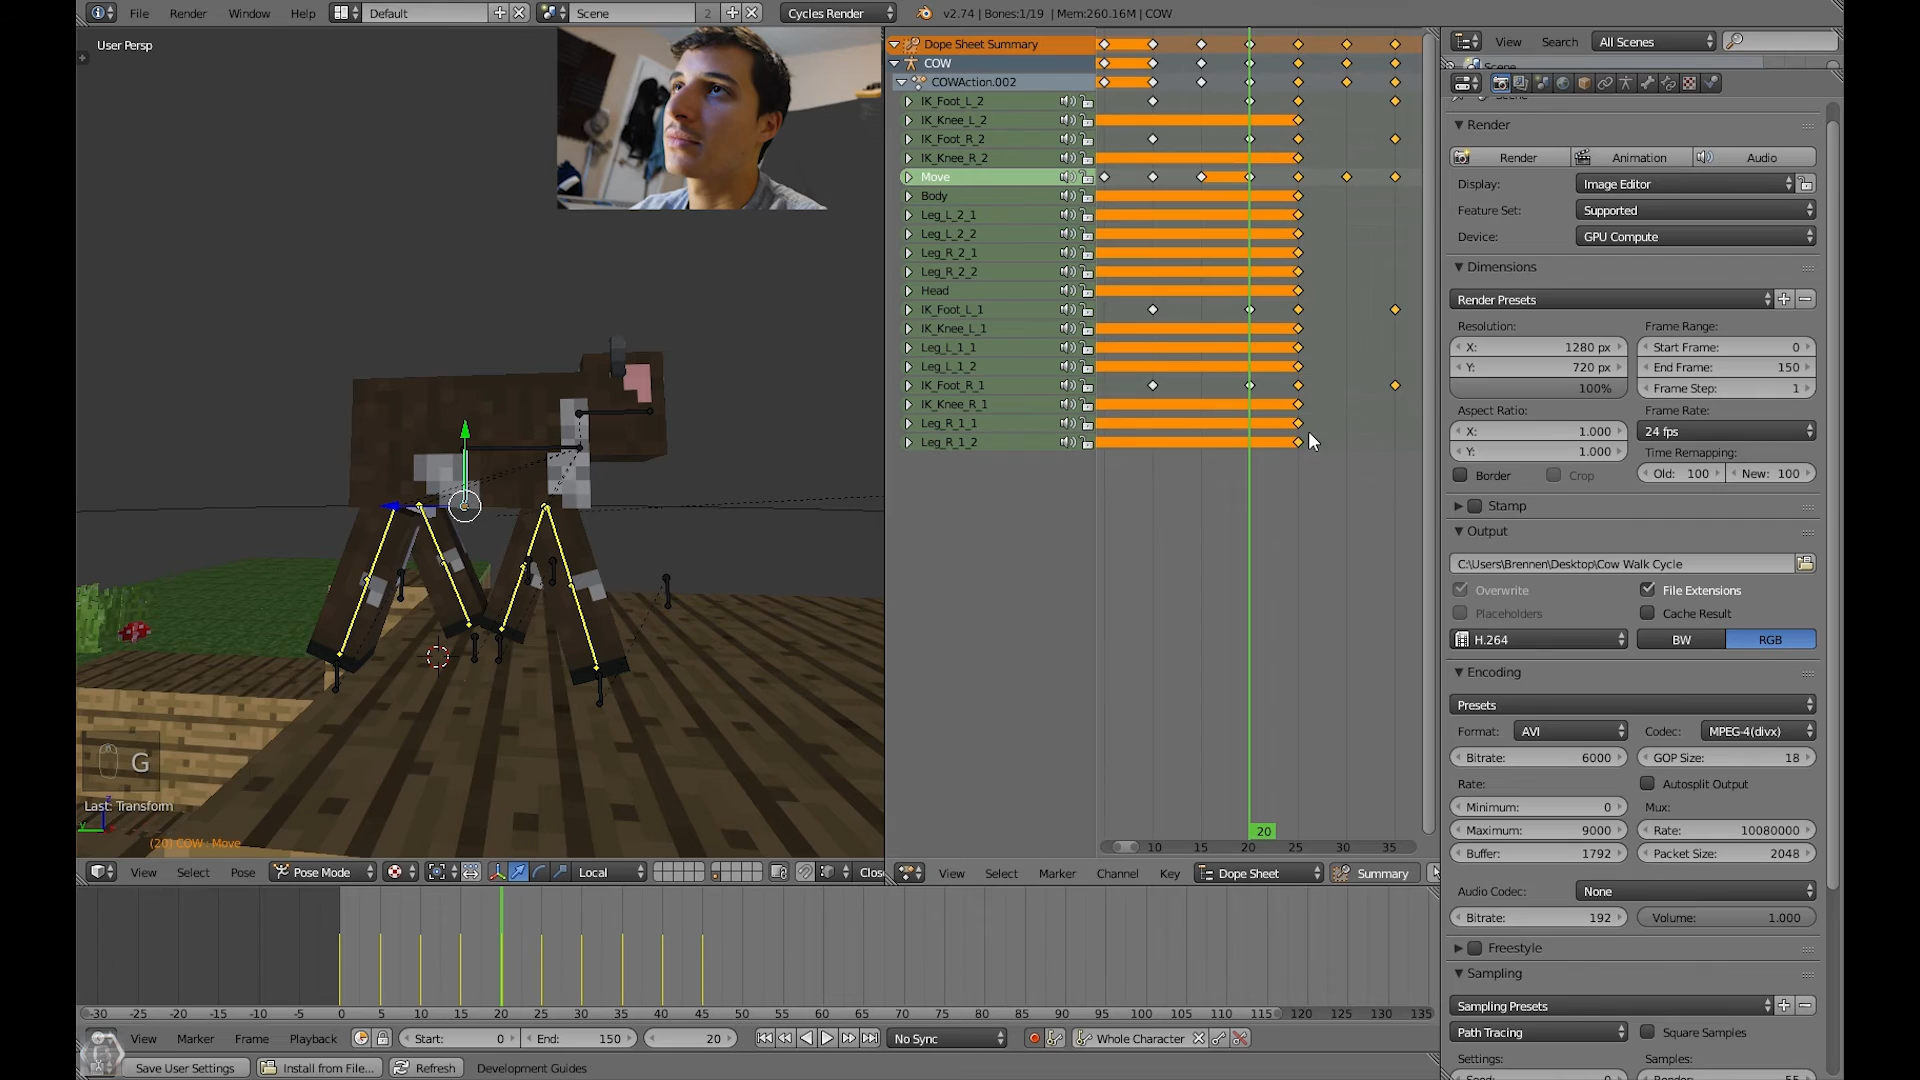 File Render Window Help Default Scene 2 Cycles Render v2.74 | Bones:1/19 | Mem:260.16M | COW
User Persp
G
Last: Transform
(20) COW : Move
View Select Pose Pose Mode Local Clos
Dope Sheet Summary
COW
COWAction.002
IK_Foot_L_2
IK_Knee_L_2
IK_Foot_R_2
IK_Knee_R_2
Move
Body
Leg_L_2_1
Leg_L_2_2
Leg_R_2_1
Leg_R_2_2
Head
IK_Foot_L_1
IK_Knee_L_1
Leg_L_1_1
Leg_L_1_2
IK_Foot_R_1
IK_Knee_R_1
Leg_R_1_1
Leg_R_1_2
20
10 15 20 25 30 35
View Select Marker Channel Key Dope Sheet Summary
View Search All Scenes
Scene
Render
Render Animation Audio
Display: Image Editor
Feature Set: Supported
Device: GPU Compute
Dimensions
Render Presets
Resolution: Frame Range:
X: 1280 px Start Frame: 0
Y: 720 px End Frame: 150
100% Frame Step: 1
Aspect Ratio: Frame Rate:
X: 1.000 24 fps
Y: 1.000 Time Remapping:
Border Crop Old: 100 New: 100
Stamp
Output
C:\Users\Brennen\Desktop\Cow Walk Cycle
Overwrite File Extensions
Placeholders Cache Result
H.264 BW RGB
Encoding
Presets
Format: AVI Codec: MPEG-4(divx)
Bitrate: 6000 GOP Size: 18
Rate: Autosplit Output
Minimum: 0 Mux:
Maximum: 9000 Rate: 10080000
Buffer: 1792 Packet Size: 2048
Audio Codec: None
Bitrate: 192 Volume: 1.000
Freestyle
Sampling
Sampling Presets
Path Tracing Square Samples
Settings: Samples:
-30 -25 -20 -15 -10 -5 0 5 10 15 20 25 30 35 40 45 50 55 60 65 70 75 80 85 90 95 100 105 110 115 120 125 130 135
View Marker Frame Playback Start: 0 End: 150 20 No Sync Whole Character
Save User Settings Install from File... Refresh Development Guides